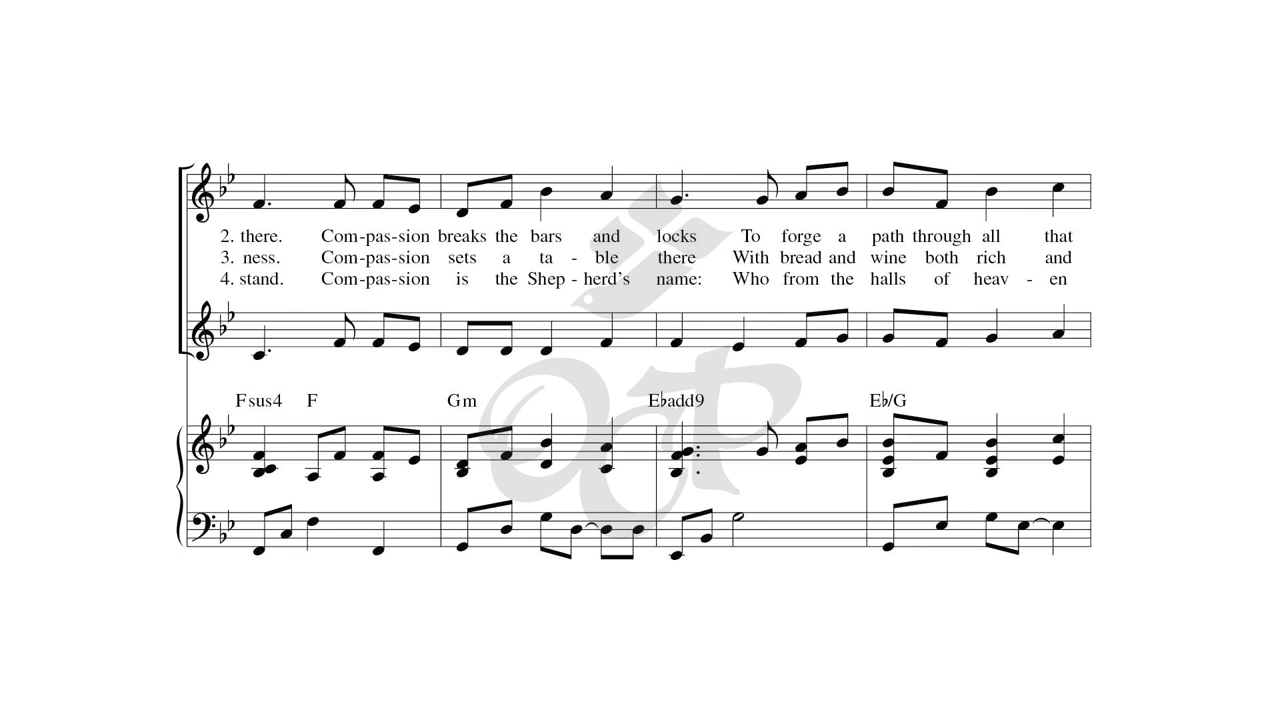 2. there. Com-pas-sion breaks the bars and locks To forge a path through all that
3. ness. Com-pas-sion sets a ta - ble there With bread and wine both rich and
4. stand. Com-pas-sion is the Shep - herd's name: Who from the halls of heav - en
Fsus4 F Gm E♭add9 E♭/G
ocp